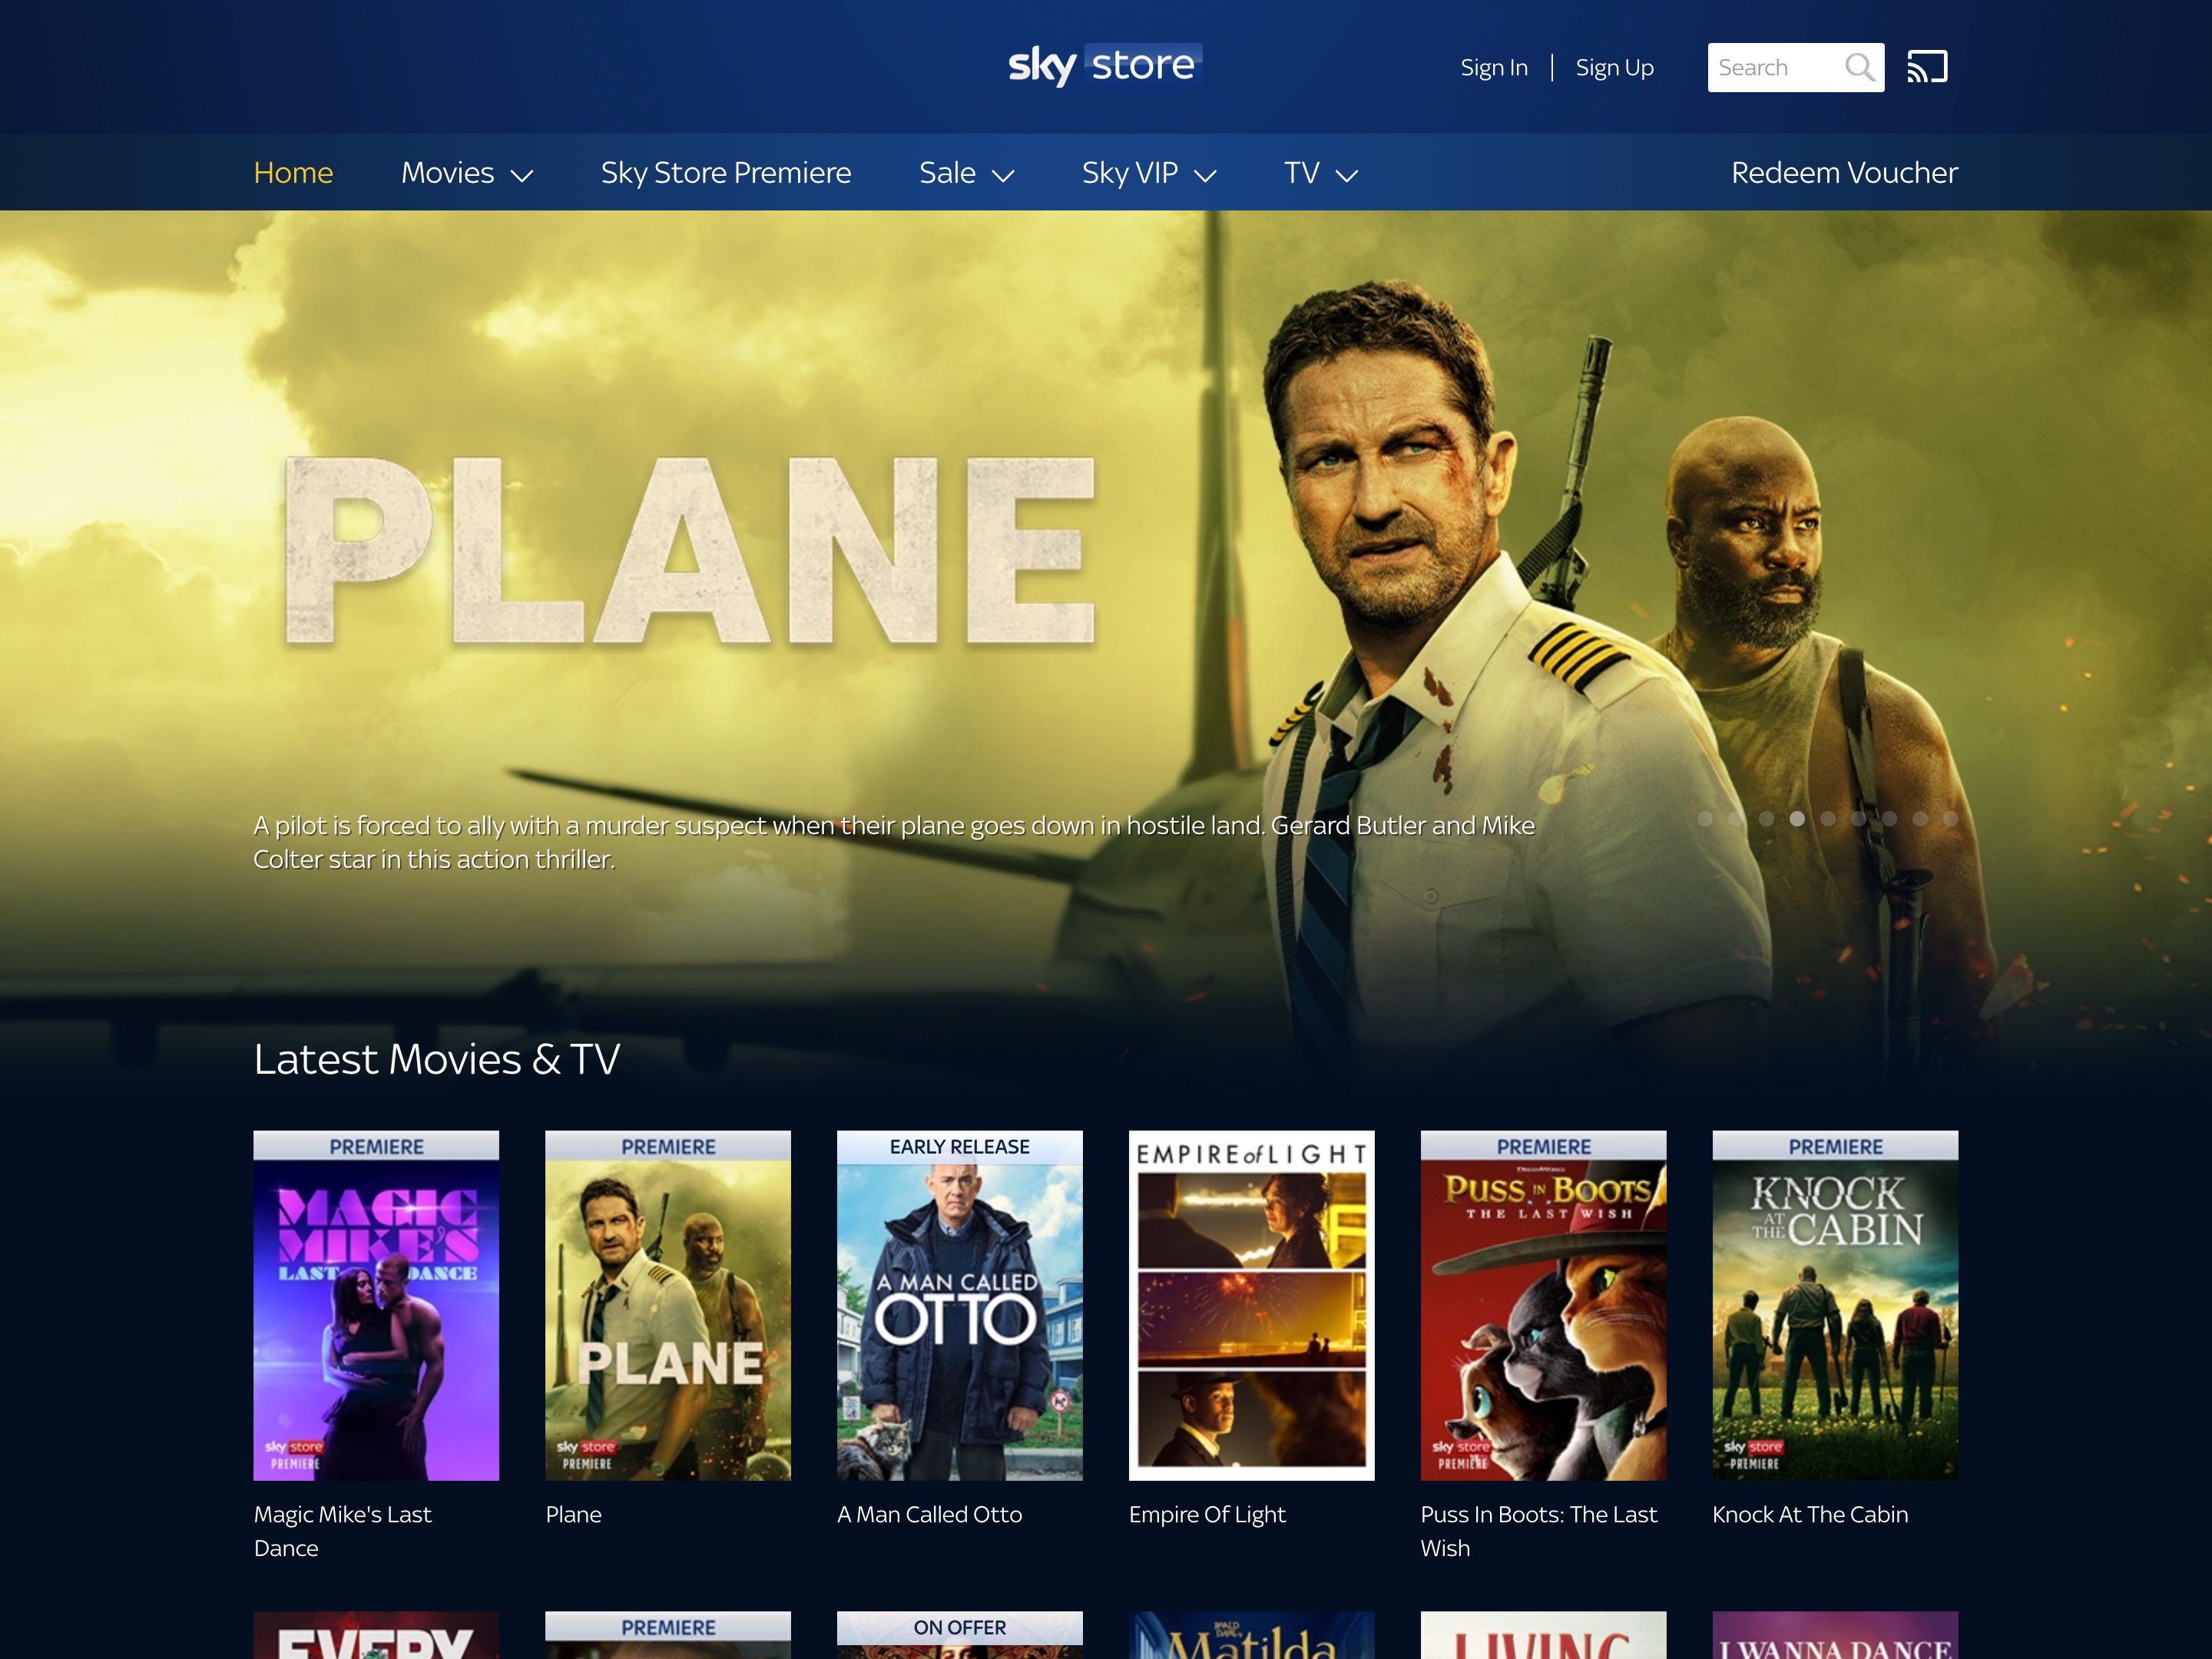 sky store
Sign In
Sign Up
Search
Home
Movies
Sky Store Premiere
Sale
Sky VIP
TV
Redeem Voucher
PLANE
A pilot is forced to ally with a murder suspect when their plane goes down in hostile land. Gerard Butler and Mike
Colter star in this action thriller.
Latest Movies & TV
PREMIERE
MAGIC
MIKE'S
LAST DANCE
sky store
PREMIERE
Magic Mike's Last
Dance
PREMIERE
PLANE
sky store
PREMIERE
Plane
EARLY RELEASE
A MAN CALLED
OTTO
A Man Called Otto
EMPIRE of LIGHT
Empire Of Light
PREMIERE
DREAMWORKS
PUSS IN BOOTS
THE LAST WISH
sky store
PREMIERE
Puss In Boots: The Last
Wish
PREMIERE
KNOCK
AT
THE CABIN
sky store
PREMIERE
Knock At The Cabin
EVERY
PREMIERE
ON OFFER
ROALD
DAHL'S
Matilda
LIVING
I WANNA DANCE